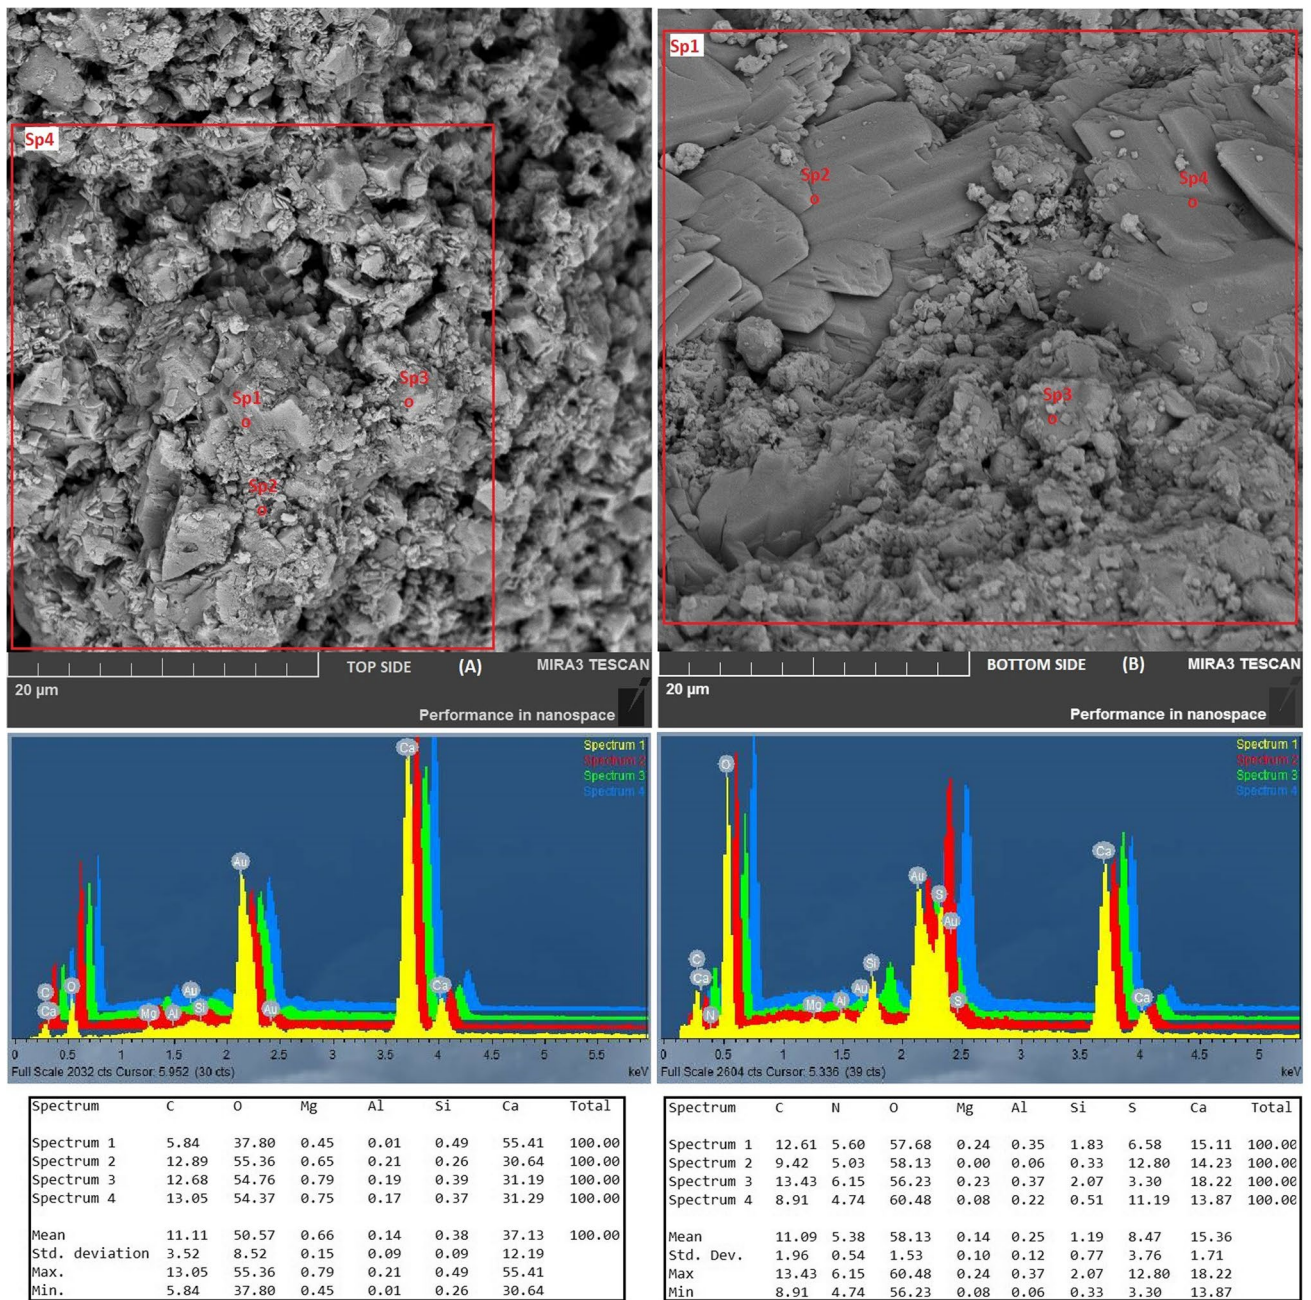 Sp4
Sp3
Sp1
Sp2
TOP SIDE (A) MIRA3 TESCAN
20 µm
Performance in nanospace
Sp1
Sp2
Sp4
Sp3
BOTTOM SIDE (B) MIRA3 TESCAN
20 µm
Performance in nanospace
Spectrum 1
Spectrum 2
Spectrum 3
Spectrum 4
Ca
Au
C
O
Ca
Mg
Al
Au
Si
Au
Ca
0 0.5 1 1.5 2 2.5 3 3.5 4 4.5 5 5.5
Full Scale 2032 cts Cursor: 5.952 (30 cts) keV
Spectrum 1
Spectrum 2
Spectrum 3
Spectrum 4
O
C
Ca
N
Mg
Al
Au
Si
Au
S
Au
S
Ca
Ca
0 0.5 1 1.5 2 2.5 3 3.5 4 4.5 5
Full Scale 2604 cts Cursor: 5.336 (39 cts) keV
Spectrum C O Mg Al Si Ca Total
Spectrum 1 5.84 37.80 0.45 0.01 0.49 55.41 100.00
Spectrum 2 12.89 55.36 0.65 0.21 0.26 30.64 100.00
Spectrum 3 12.68 54.76 0.79 0.19 0.39 31.19 100.00
Spectrum 4 13.05 54.37 0.75 0.17 0.37 31.29 100.00
Mean 11.11 50.57 0.66 0.14 0.38 37.13 100.00
Std. deviation 3.52 8.52 0.15 0.09 0.09 12.19
Max. 13.05 55.36 0.79 0.21 0.49 55.41
Min. 5.84 37.80 0.45 0.01 0.26 30.64
Spectrum C N O Mg Al Si S Ca Total
Spectrum 1 12.61 5.60 57.68 0.24 0.35 1.83 6.58 15.11 100.00
Spectrum 2 9.42 5.03 58.13 0.00 0.06 0.33 12.80 14.23 100.00
Spectrum 3 13.43 6.15 56.23 0.23 0.37 2.07 3.30 18.22 100.00
Spectrum 4 8.91 4.74 60.48 0.08 0.22 0.51 11.19 13.87 100.00
Mean 11.09 5.38 58.13 0.14 0.25 1.19 8.47 15.36
Std. Dev. 1.96 0.54 1.53 0.10 0.12 0.77 3.76 1.71
Max 13.43 6.15 60.48 0.24 0.37 2.07 12.80 18.22
Min 8.91 4.74 56.23 0.08 0.06 0.33 3.30 13.87